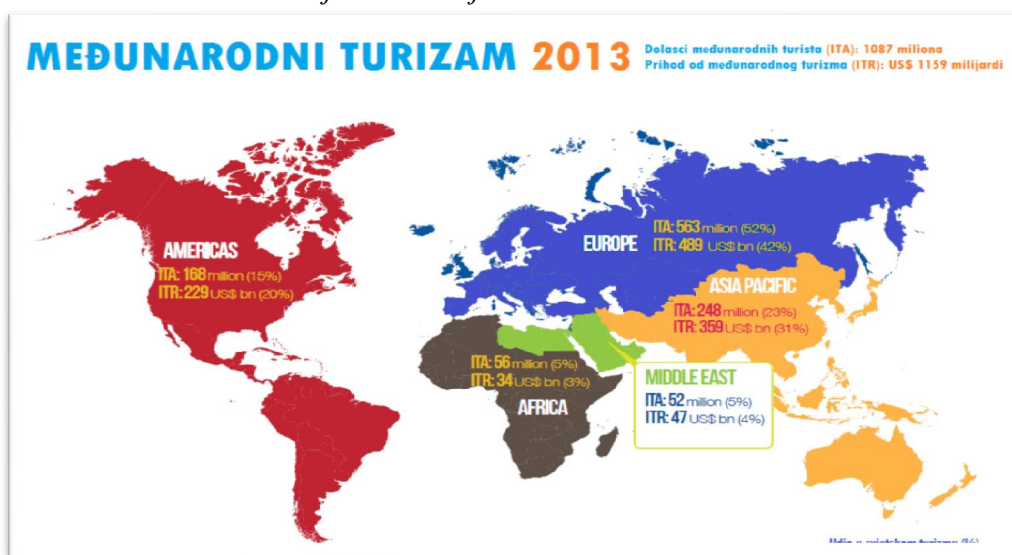 MEĐUNARODNI TURIZAM 2013
Dolasci međunarodnih turista (ITA): 1087 miliona
Prihod od međunarodnog turizma (ITR): US$ 1159 milijardi
AMERICAS
ITA: 168 million (15%)
ITR: 229 US$ bn (20%)
EUROPE
ITA: 563 million (52%)
ITR: 489 US$ bn (42%)
ASIA PACIFIC
ITA: 248 million (23%)
ITR: 359 US$ bn (31%)
ITA: 56 million (5%)
ITR: 34 US$ bn (3%)
AFRICA
MIDDLE EAST
ITA: 52 million (5%)
ITR: 47 US$ bn (4%)